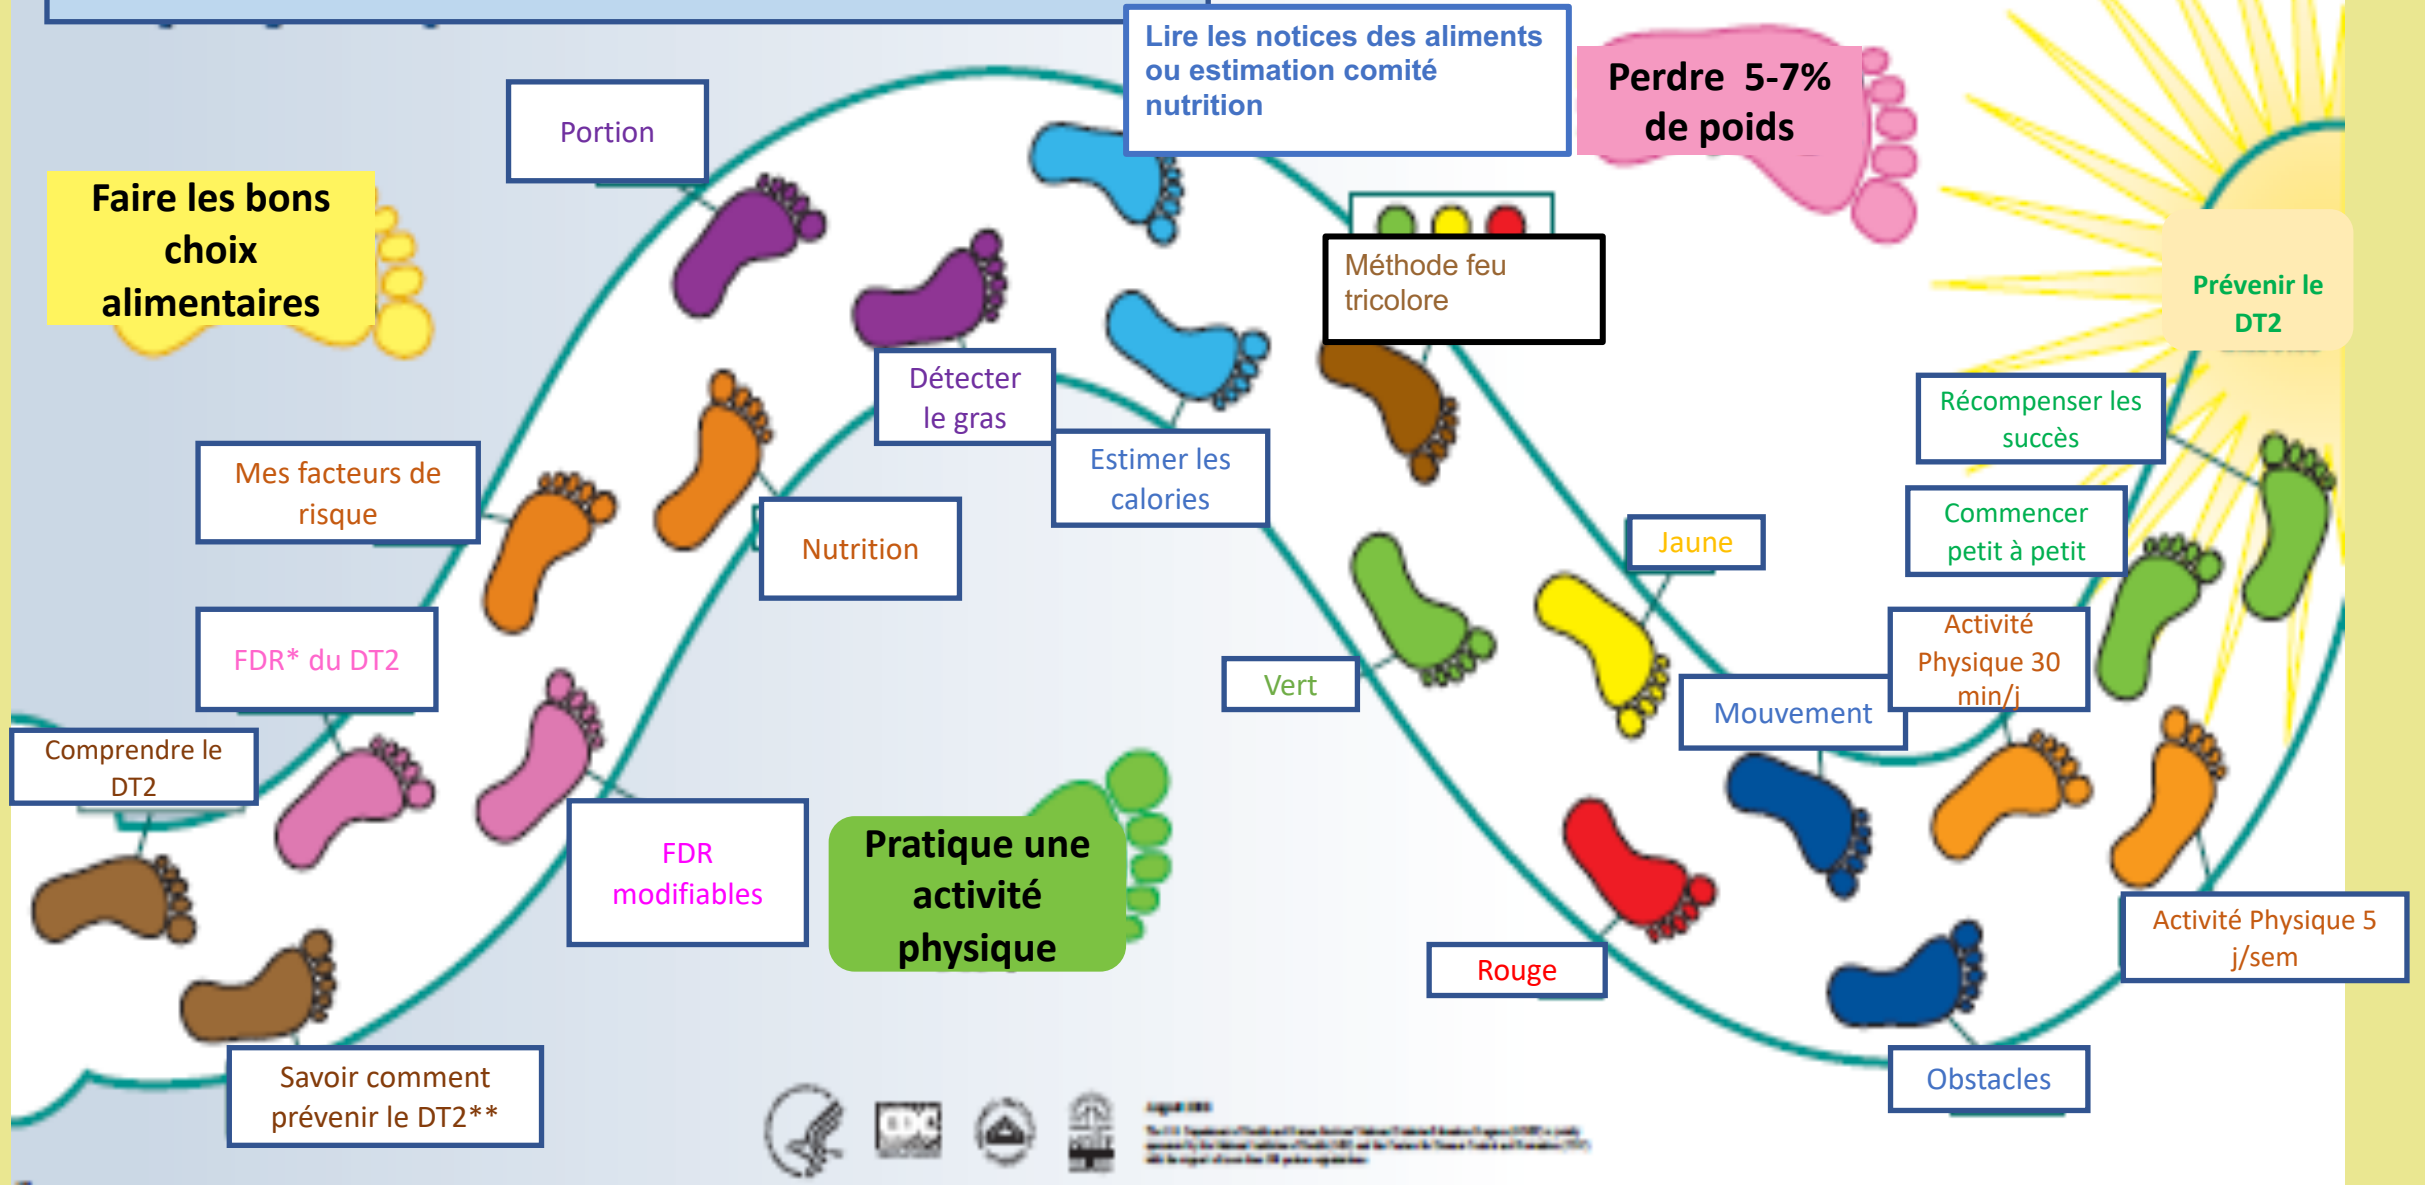 Lire les notices des aliments
ou estimation comité
nutrition
Perdre 5-7%
de poids
Portion
Faire les bons
choix
alimentaires
Méthode feu
tricolore
Prévenir le
DT2
Détecter
le gras
Récompenser les
succès
Mes facteurs de
risque
Estimer les
calories
Commencer
petit à petit
Nutrition
Jaune
FDR* du DT2
Activité
Physique 30
min/j
Vert
Mouvement
Comprendre le
DT2
FDR
modifiables
Pratique une
activité
physique
Activité Physique 5
j/sem
Rouge
Savoir comment
prévenir le DT2**
Obstacles